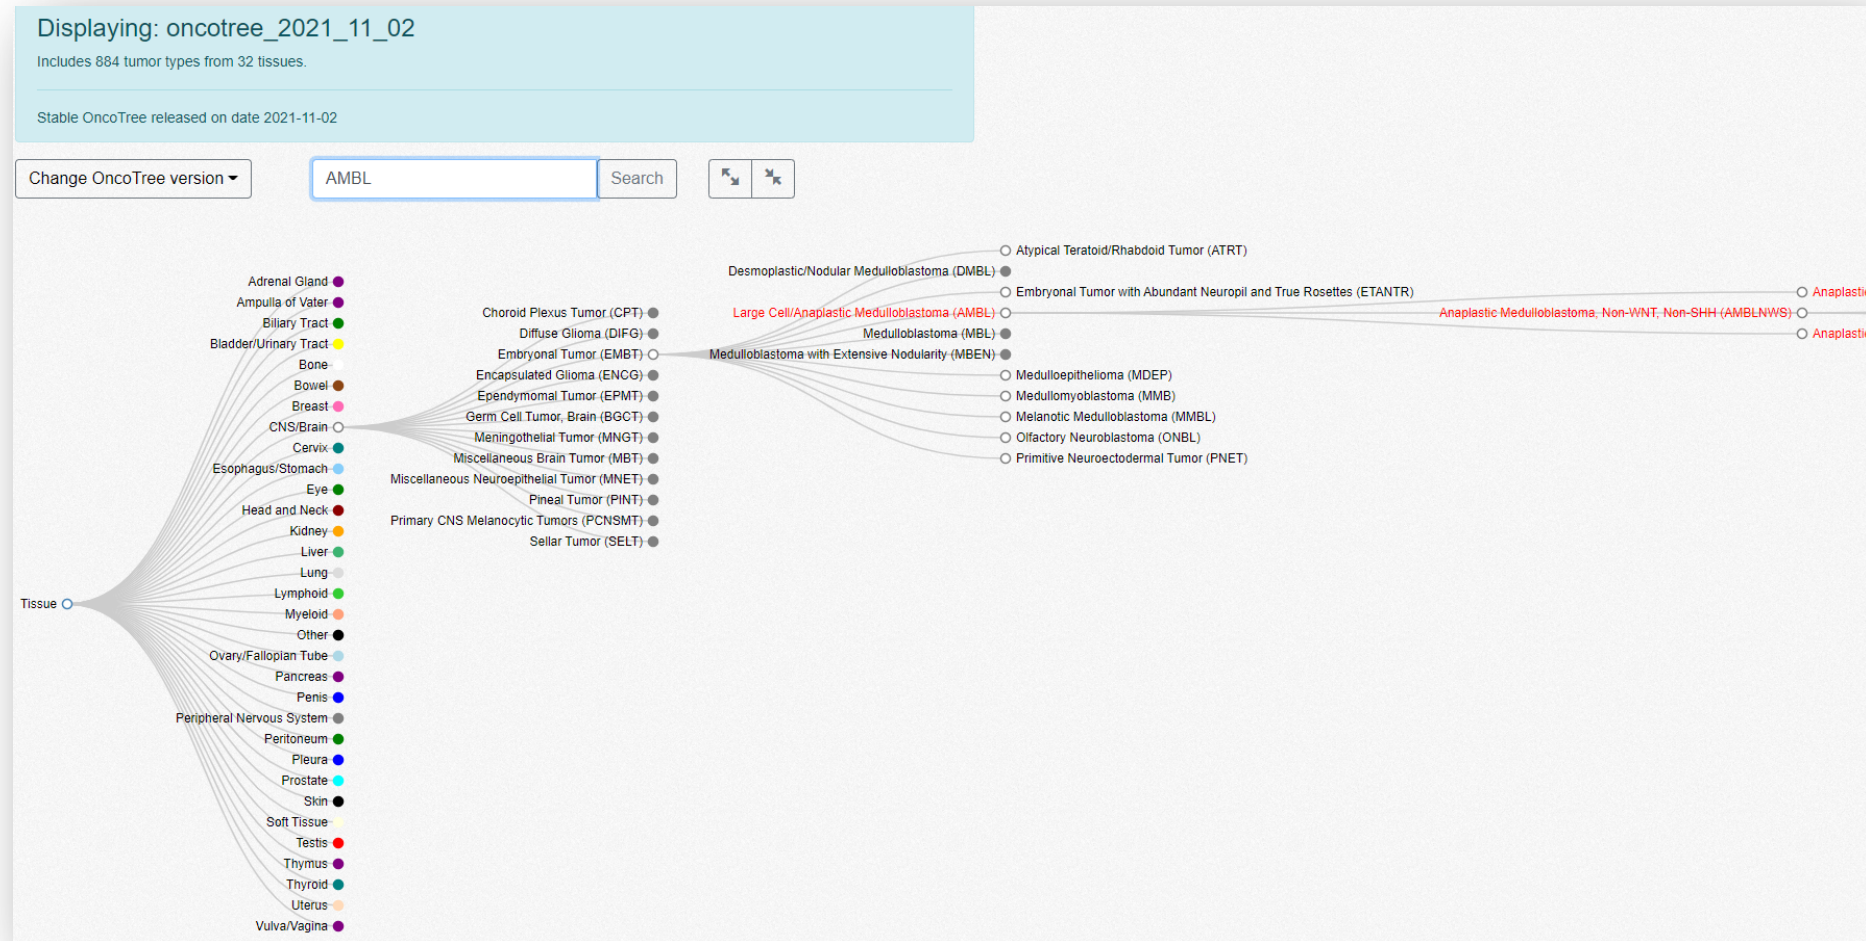 Displaying: oncotree_2021_11_02
Includes 884 tumor types from 32 tissues.
Stable OncoTree released on date 2021-11-02
Change OncoTree version
AMBL
Search
Tissue
Adrenal Gland
Ampulla of Vater
Biliary Tract
Bladder/Urinary Tract
Bone
Bowel
Breast
CNS/Brain
Cervix
Esophagus/Stomach
Eye
Head and Neck
Kidney
Liver
Lung
Lymphoid
Myeloid
Other
Ovary/Fallopian Tube
Pancreas
Penis
Peripheral Nervous System
Peritoneum
Pleura
Prostate
Skin
Soft Tissue
Testis
Thymus
Thyroid
Uterus
Vulva/Vagina
Choroid Plexus Tumor (CPT)
Diffuse Glioma (DIFG)
Embryonal Tumor (EMBT)
Encapsulated Glioma (ENCG)
Ependymomal Tumor (EPMT)
Germ Cell Tumor, Brain (BGCT)
Meningothelial Tumor (MNGT)
Miscellaneous Brain Tumor (MBT)
Miscellaneous Neuroepithelial Tumor (MNET)
Pineal Tumor (PINT)
Primary CNS Melanocytic Tumors (PCNSMT)
Sellar Tumor (SELT)
Atypical Teratoid/Rhabdoid Tumor (ATRT)
Desmoplastic/Nodular Medulloblastoma (DMBL)
Embryonal Tumor with Abundant Neuropil and True Rosettes (ETANTR)
Large Cell/Anaplastic Medulloblastoma (AMBL)
Medulloblastoma (MBL)
Medulloblastoma with Extensive Nodularity (MBEN)
Medulloepithelioma (MDEP)
Medullomyoblastoma (MMB)
Melanotic Medulloblastoma (MMBL)
Olfactory Neuroblastoma (ONBL)
Primitive Neuroectodermal Tumor (PNET)
Anaplastic Medulloblastoma, Non-WNT, Non-SHH (AMBLNWS)